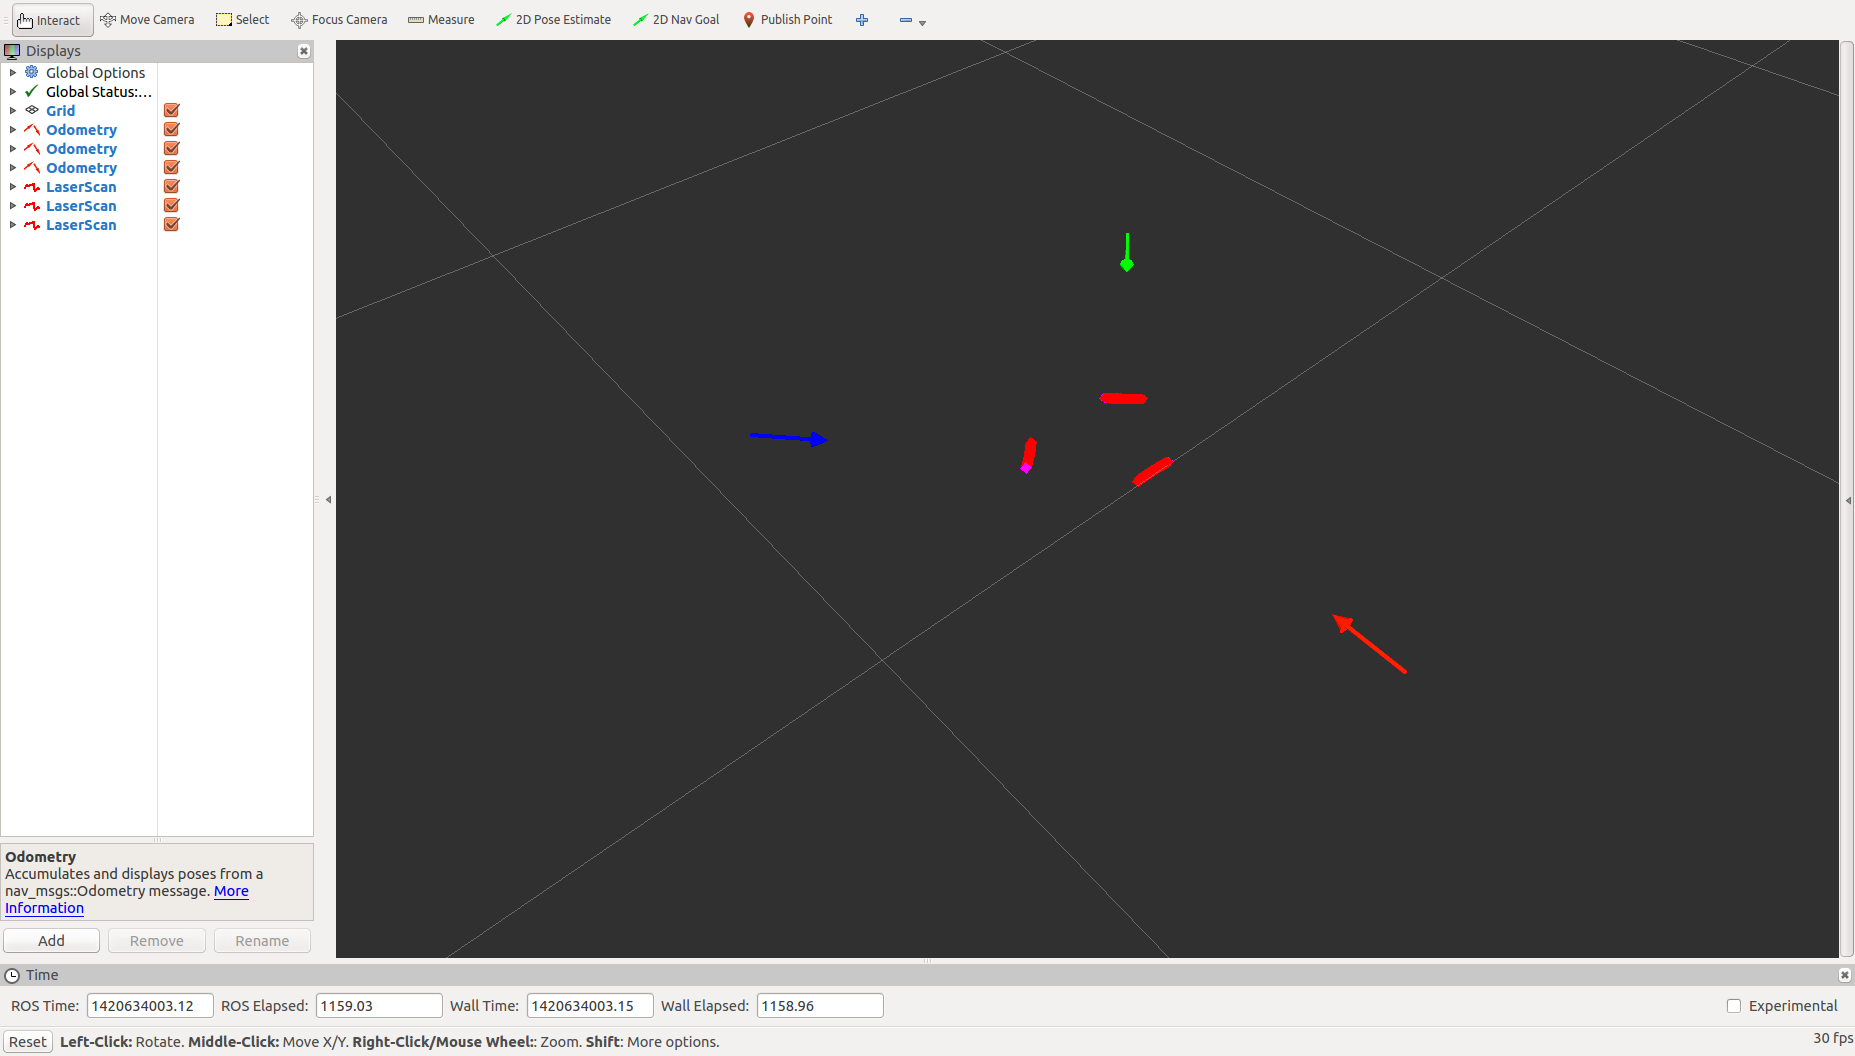 Interact Move Camera Select Focus Camera Measure 2D Pose Estimate 2D Nav Goal Publish Point
Displays
Global Options
Global Status:...
Grid
Odometry
Odometry
Odometry
LaserScan
LaserScan
LaserScan
Odometry
Accumulates and displays poses from a
nav_msgs::Odometry message. More
Information
Add Remove Rename
Time
ROS Time: 1420634003.12 ROS Elapsed: 1159.03 Wall Time: 1420634003.15 Wall Elapsed: 1158.96 Experimental
Reset Left-Click: Rotate. Middle-Click: Move X/Y. Right-Click/Mouse Wheel:: Zoom. Shift: More options. 30 fps